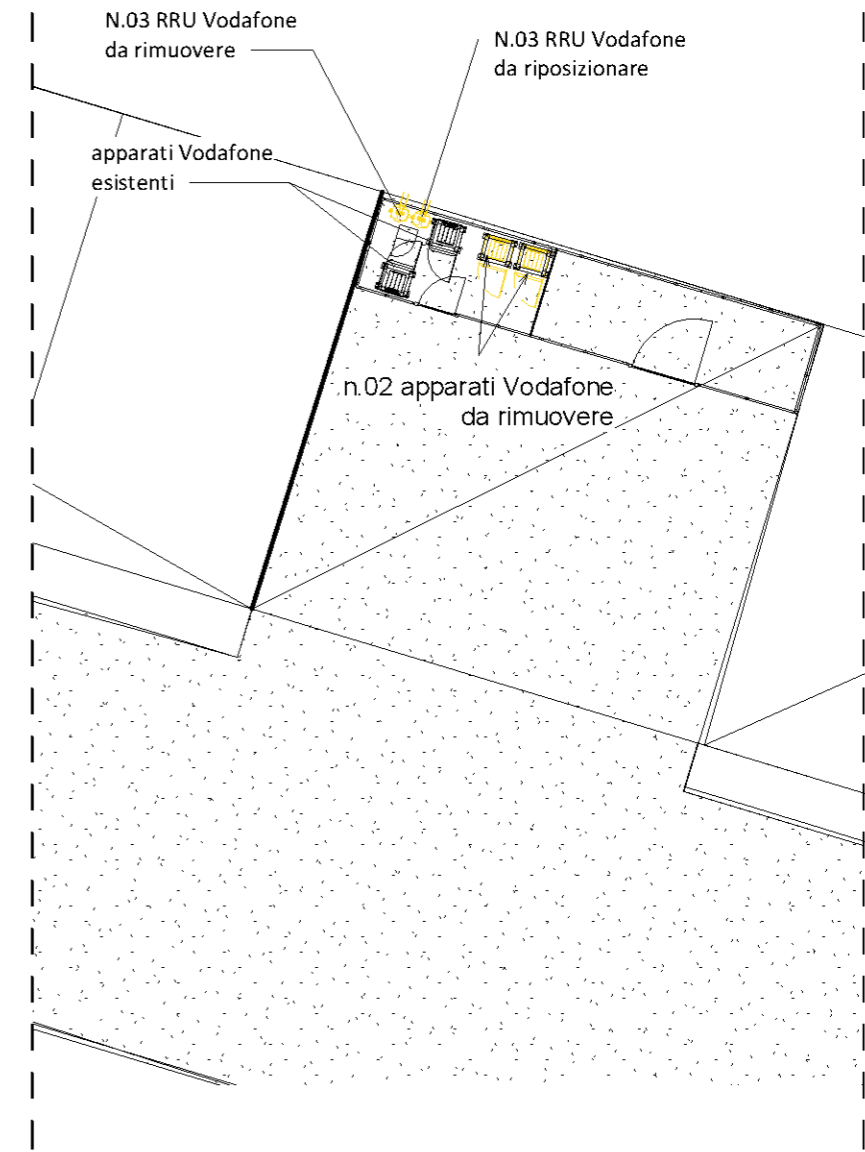 N.03 RRU Vodafone
da rimuovere
N.03 RRU Vodafone
da riposizionare
apparati Vodafone
esistenti
n.02 apparati Vodafone
da rimuovere